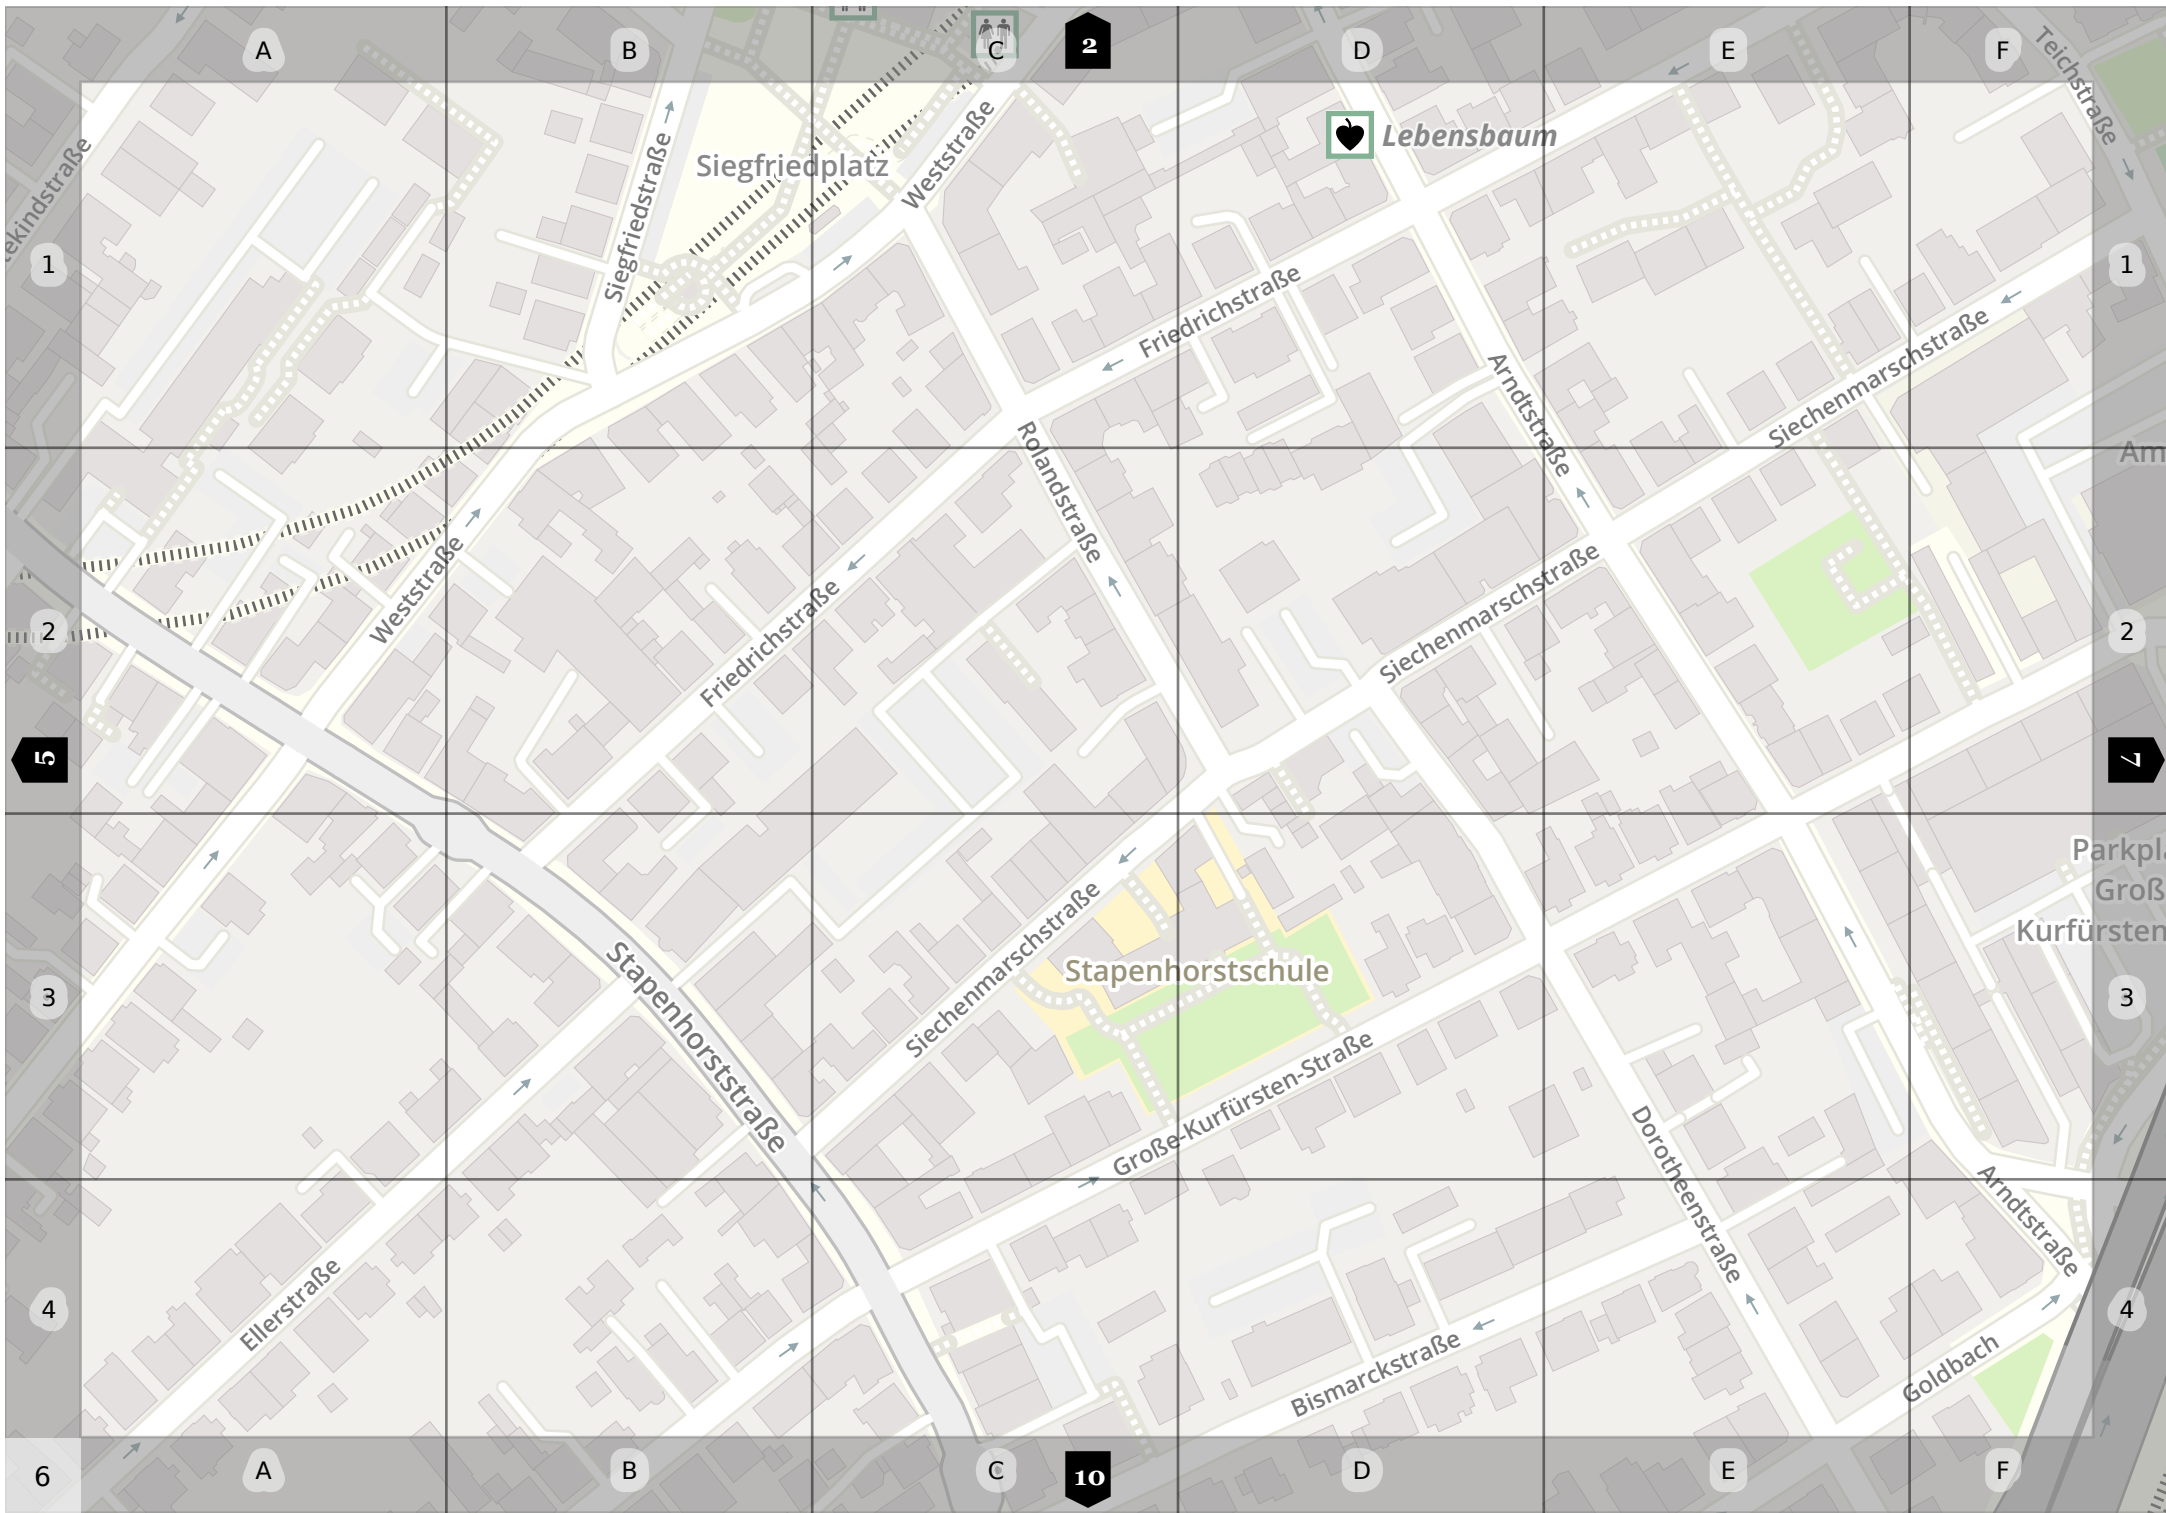 A
B
C
2
D
E
F
Teichstraße
Lebensbaum
Siegfriedplatz
Weststraße
Siegfriedstraße
ekindstraße
1
1
Friedrichstraße
Siechenmarschstraße
Arndtstraße
Rolandstraße
Am
Weststraße
Friedrichstraße
Siechenmarschstraße
2
2
5
7
Parkpla
Groß
Kurfürsten
Siechenmarschstraße
Stapenhorstschule
Stapenhorststraße
3
3
Große-Kurfürsten-Straße
Dorotheenstraße
Arndtstraße
Ellerstraße
4
4
Bismarckstraße
Goldbach
6
A
B
C
10
D
E
F